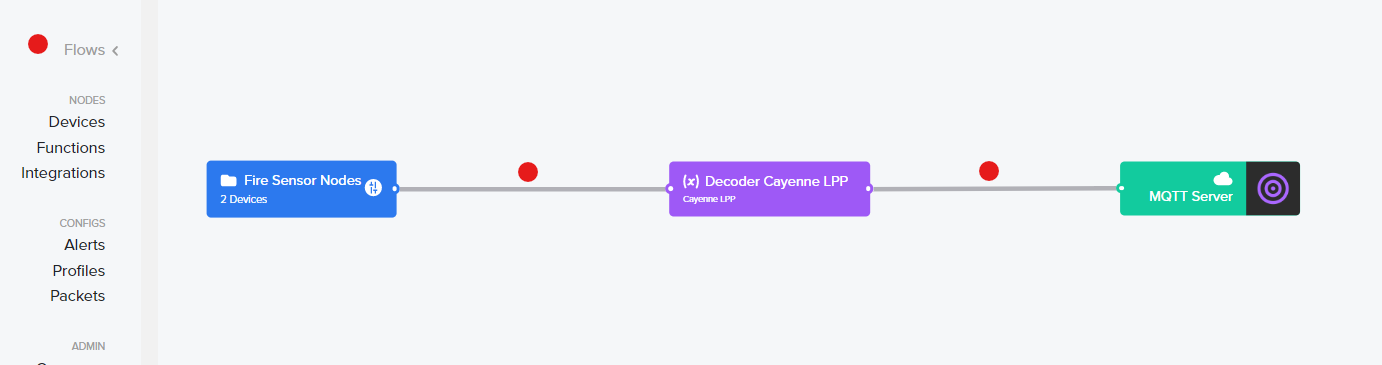 Flows
NODES
Devices
Functions
Integrations
CONFIGS
Alerts
Profiles
Packets
ADMIN
Fire Sensor Nodes
2 Devices
(x) Decoder Cayenne LPP
Cayenne LPP
MQTT Server